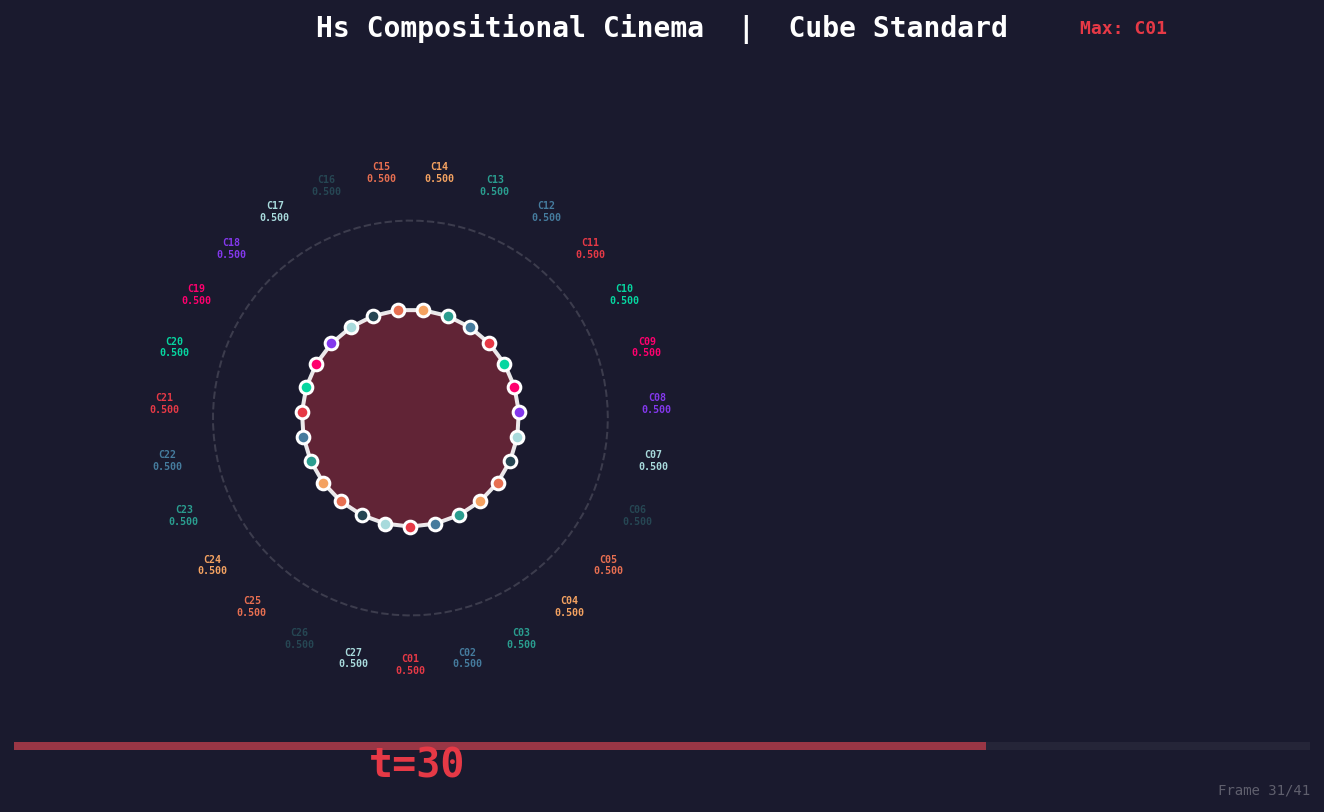 Hs Compositional Cinema | Cube Standard
Max: C01
C15
0.500
C14
0.500
C16
0.500
C13
0.500
C17
0.500
C12
0.500
C18
0.500
C11
0.500
C19
0.500
C10
0.500
C20
0.500
C09
0.500
C21
0.500
C08
0.500
C22
0.500
C07
0.500
C23
0.500
C06
0.500
C24
0.500
C05
0.500
C25
0.500
C04
0.500
C26
0.500
C03
0.500
C27
0.500
C01
0.500
C02
0.500
t=30
Frame 31/41